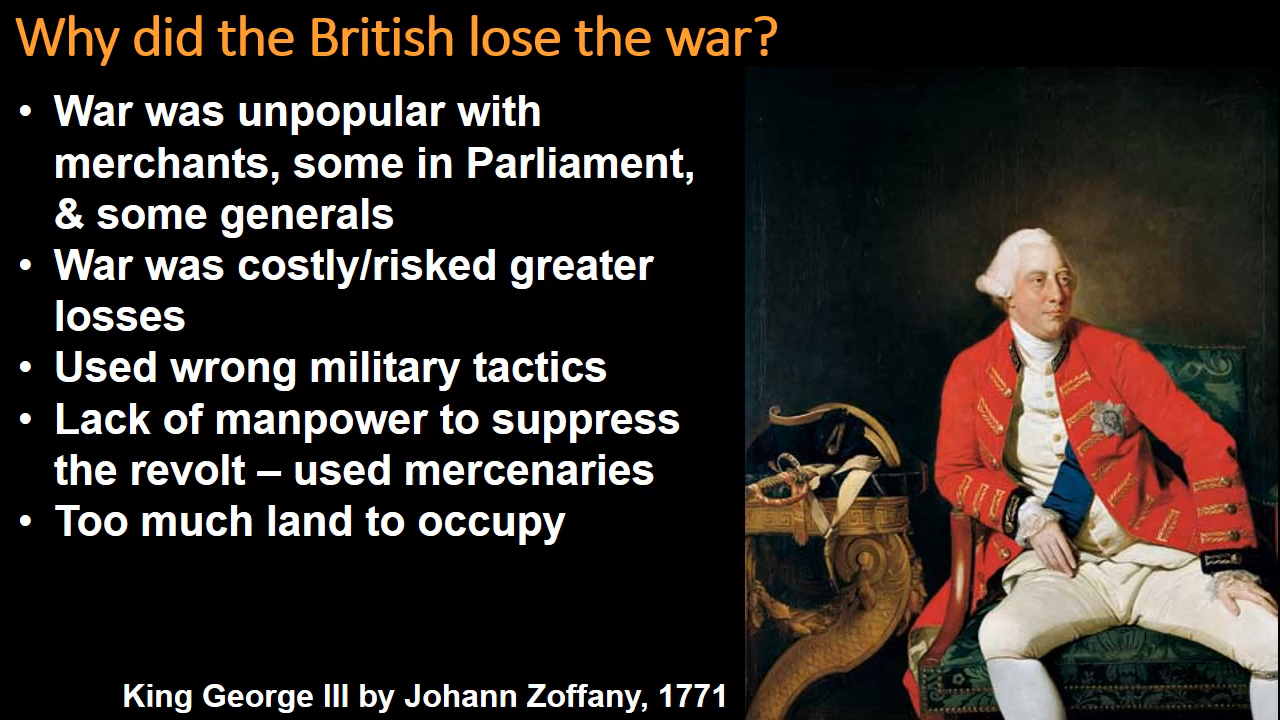 Why did the British lose the war?
• War was unpopular with
merchants, some in Parliament,
& some generals
• War was costly/risked greater
losses
• Used wrong military tactics
• Lack of manpower to suppress
the revolt – used mercenaries
• Too much land to occupy
King George III by Johann Zoffany, 1771